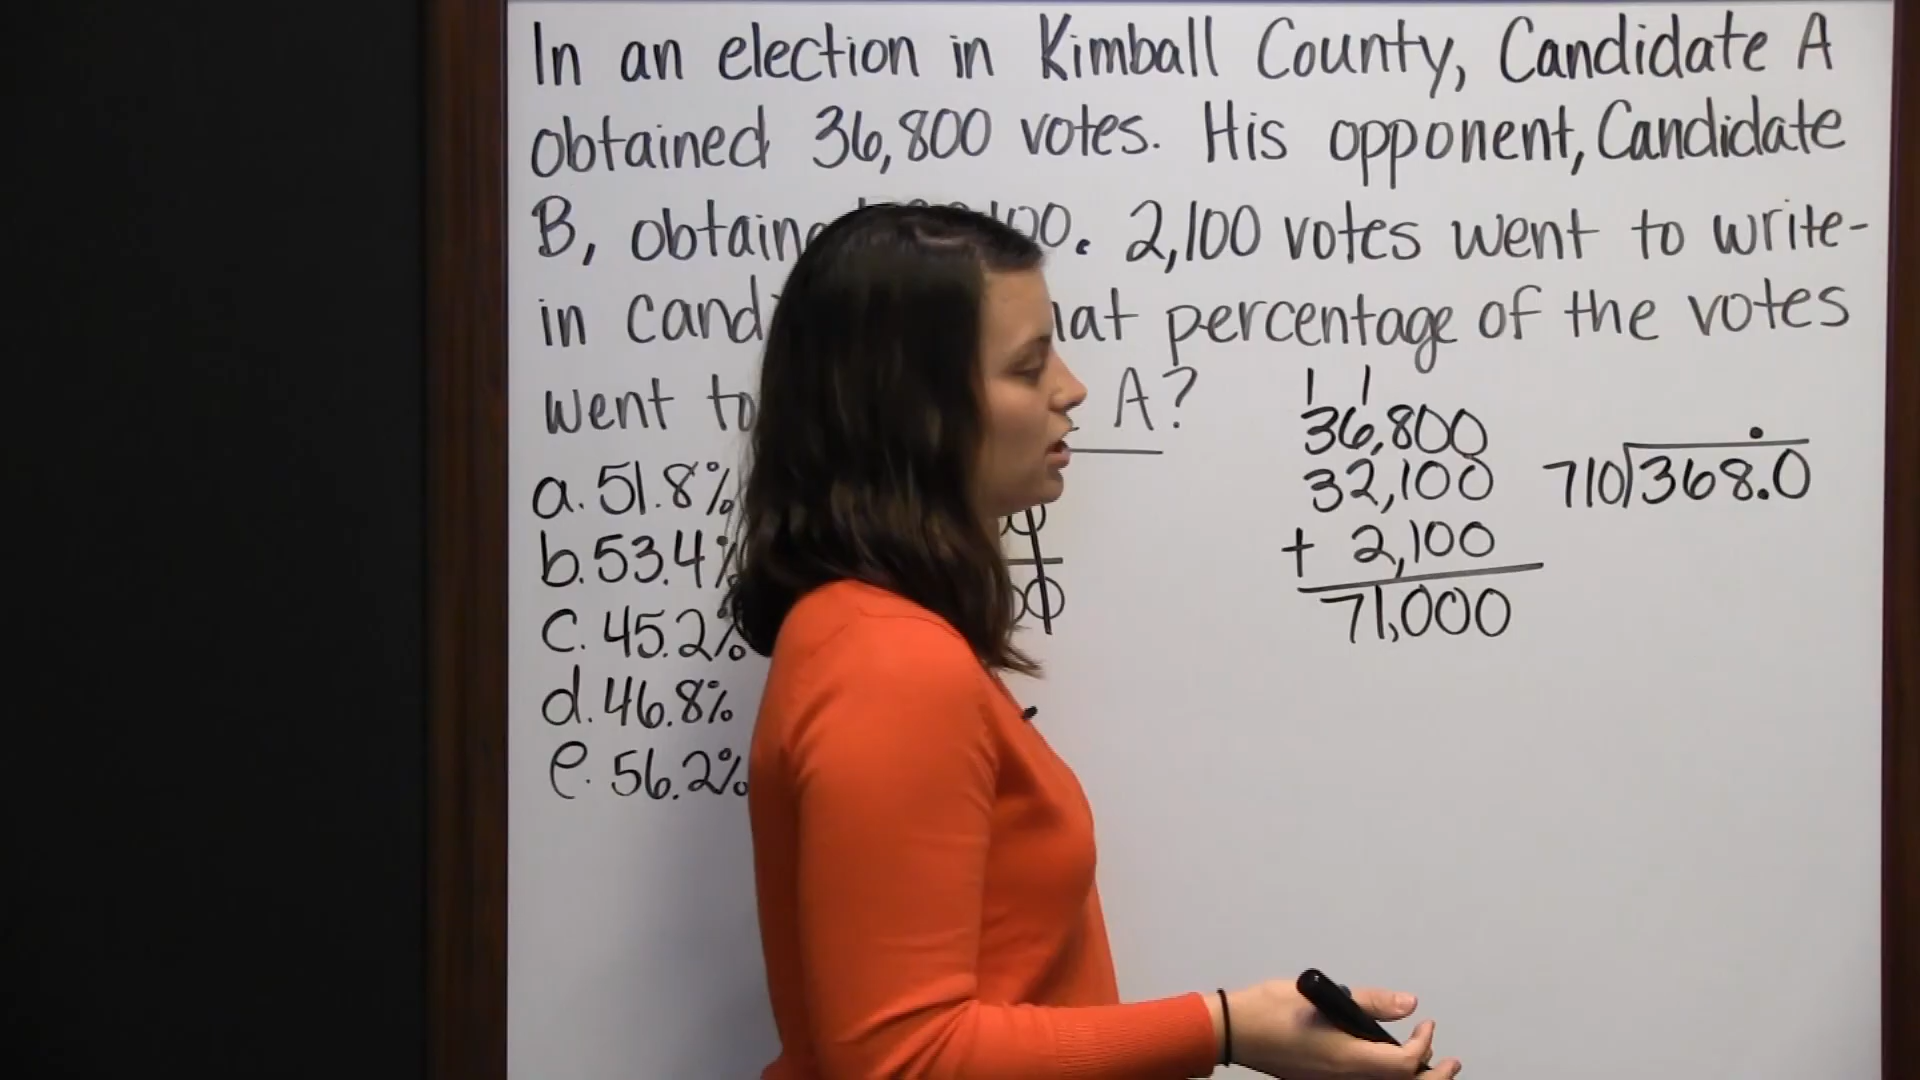 In an election in Kimball County, Candidate A
obtained 36,800 votes. His opponent, Candidate
B, 2,100 votes went to write-
in percentage of the votes
went to A?
a. 51.8%
b. 53.4%
c. 45.2%
d. 46.8%
e. 56.2%
1 1
36,800
32,100
+ 2,100
71,000
.
710)368.0